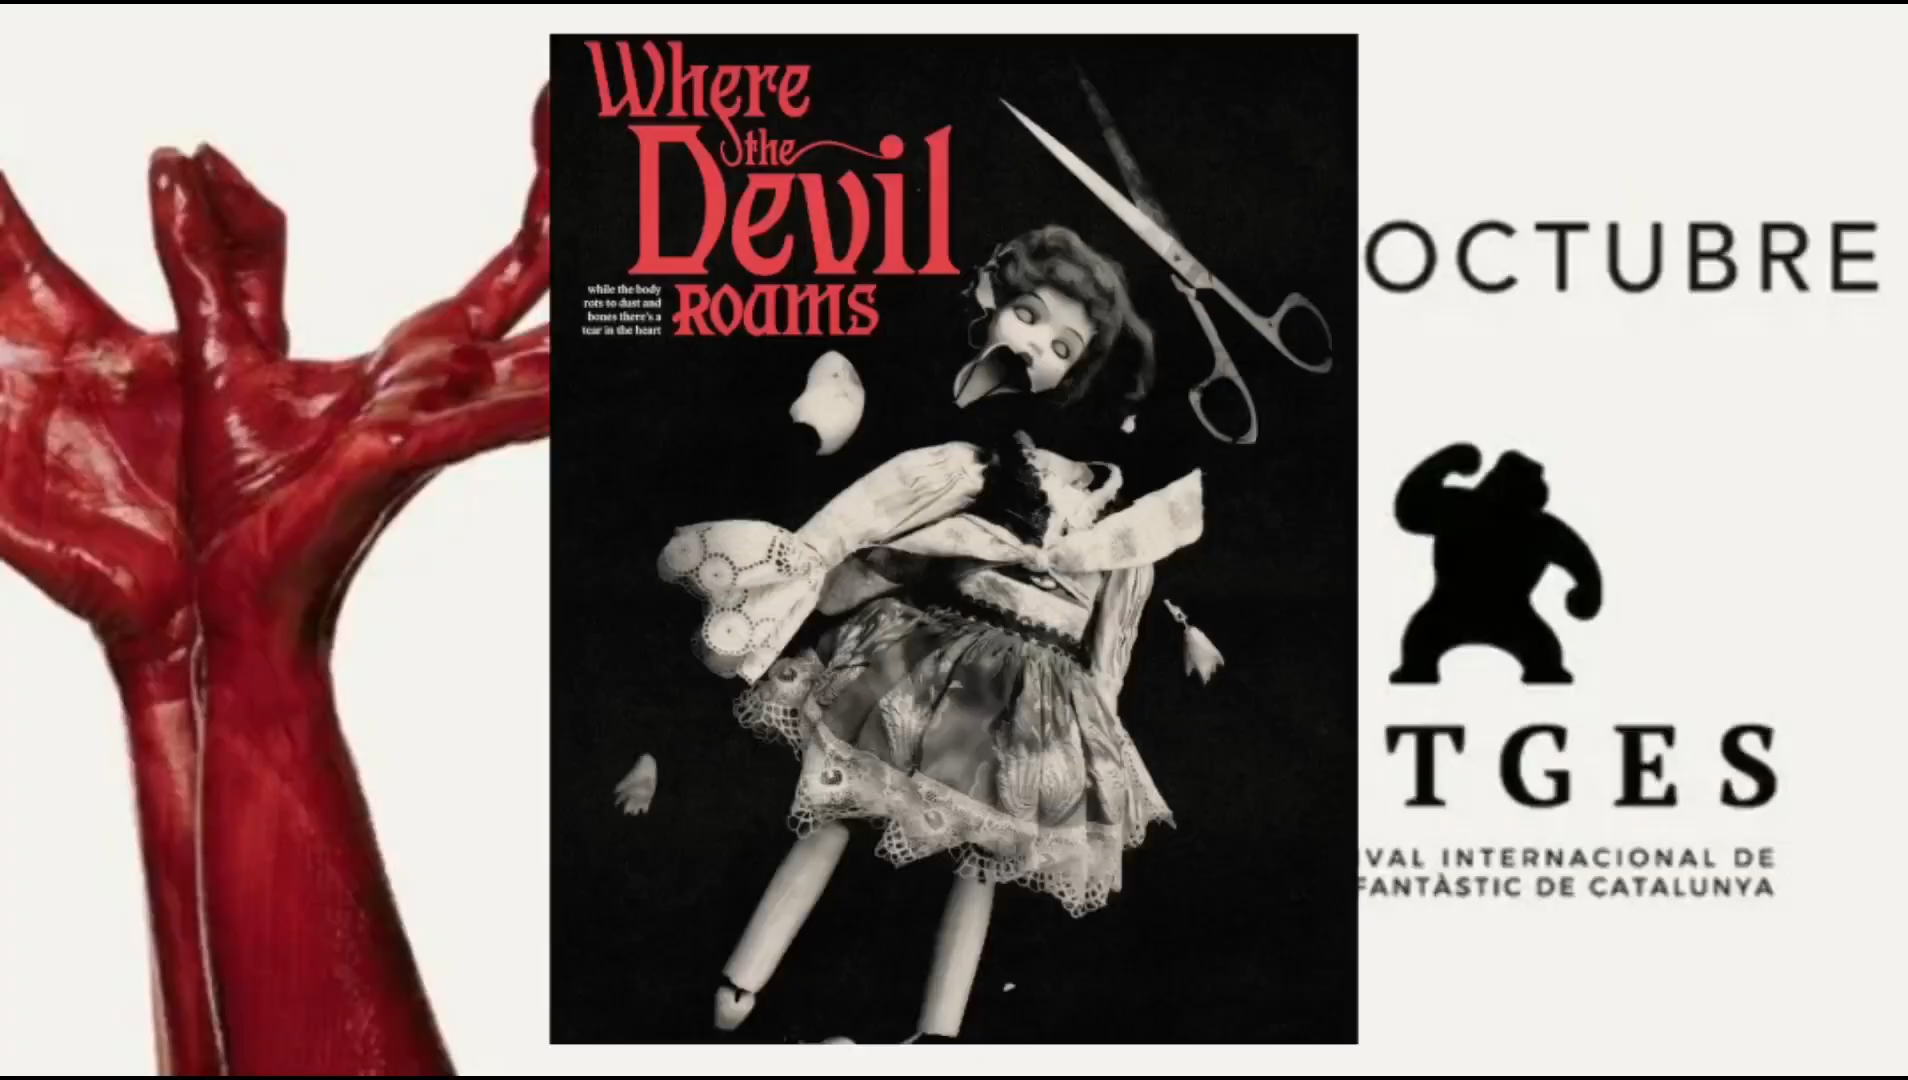 Where
the
Devil
Roams
while the body
rots to dust and
bones there's a
tear in the heart
OCTUBRE
TGES
IVAL INTERNACIONAL DE
FANTÀSTIC DE CATALUNYA